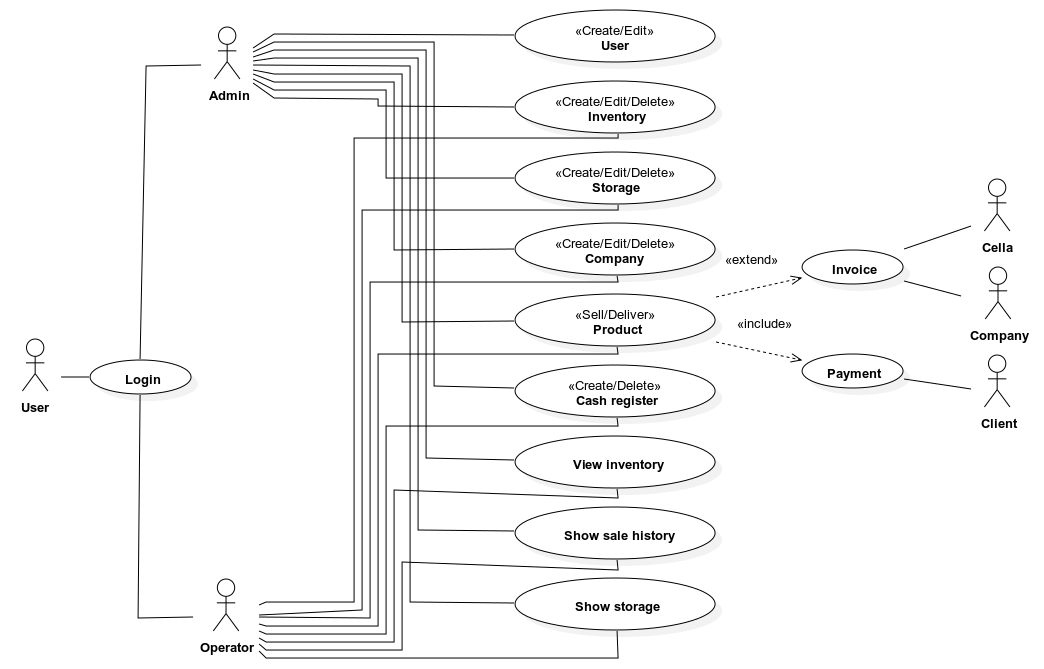 «Create/Edit»
User
Admin
«Create/Edit/Delete»
Inventory
«Create/Edit/Delete»
Storage
«Create/Edit/Delete»
Company
«extend»
Invoice
Cella
Company
«Sell/Deliver»
Product
«include»
Payment
Client
User
Login
«Create/Delete»
Cash register
View inventory
Show sale history
Show storage
Operator